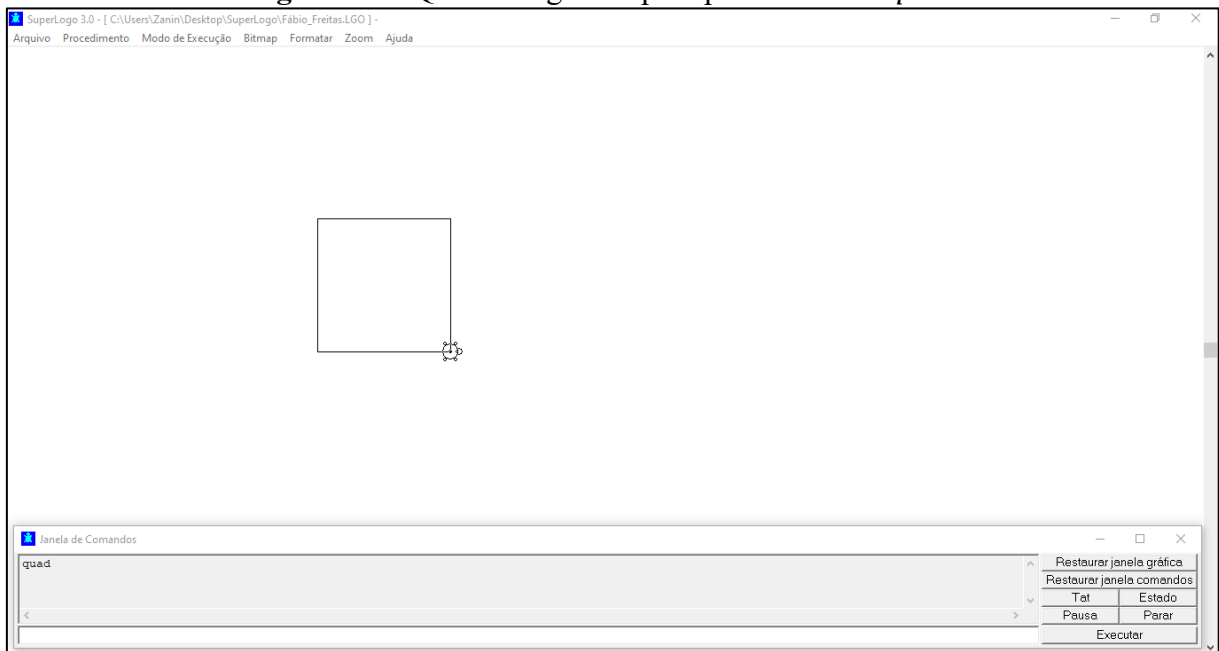 SuperLogo 3.0 - [ C:\Users\Zanin\Desktop\SuperLogo\Fábio_Freitas.LGO ] -
Arquivo Procedimento Modo de Execução Bitmap Formatar Zoom Ajuda
Janela de Comandos
quad
Restaurar janela gráfica
Restaurar janela comandos
Tat Estado
Pausa Parar
Executar